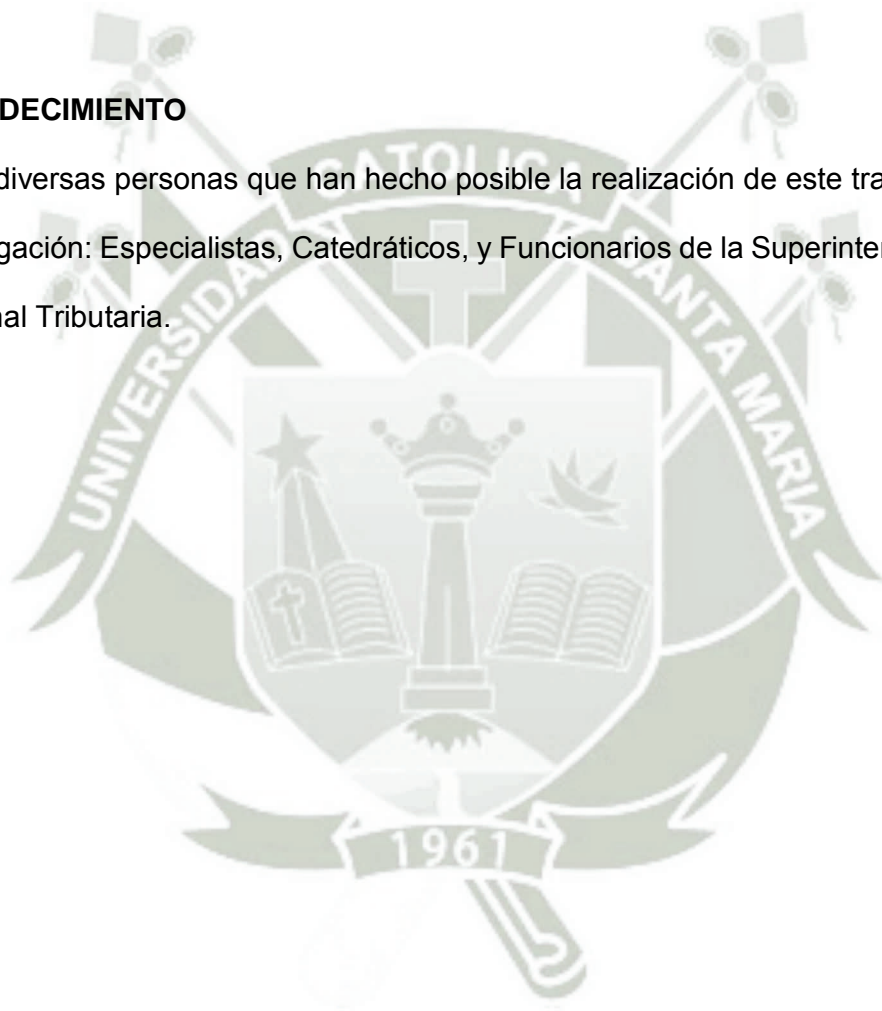 DECIMIENTO
diversas personas que han hecho posible la realización de este tra
gación: Especialistas, Catedráticos, y Funcionarios de la Superinter
nal Tributaria.
UNIVERSIDAD CATOLICA SANTA MARIA
1961